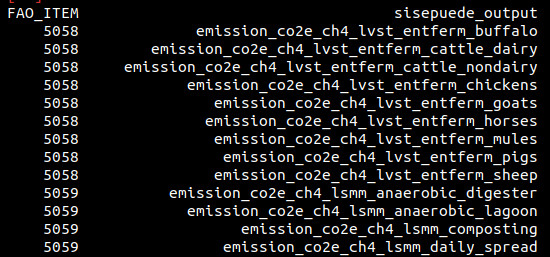 FAO_ITEM sisepuede_output
5058 emission_co2e_ch4_lvst_entferm_buffalo
5058 emission_co2e_ch4_lvst_entferm_cattle_dairy
5058 emission_co2e_ch4_lvst_entferm_cattle_nondairy
5058 emission_co2e_ch4_lvst_entferm_chickens
5058 emission_co2e_ch4_lvst_entferm_goats
5058 emission_co2e_ch4_lvst_entferm_horses
5058 emission_co2e_ch4_lvst_entferm_mules
5058 emission_co2e_ch4_lvst_entferm_pigs
5058 emission_co2e_ch4_lvst_entferm_sheep
5059 emission_co2e_ch4_lsmm_anaerobic_digester
5059 emission_co2e_ch4_lsmm_anaerobic_lagoon
5059 emission_co2e_ch4_lsmm_composting
5059 emission_co2e_ch4_lsmm_daily_spread